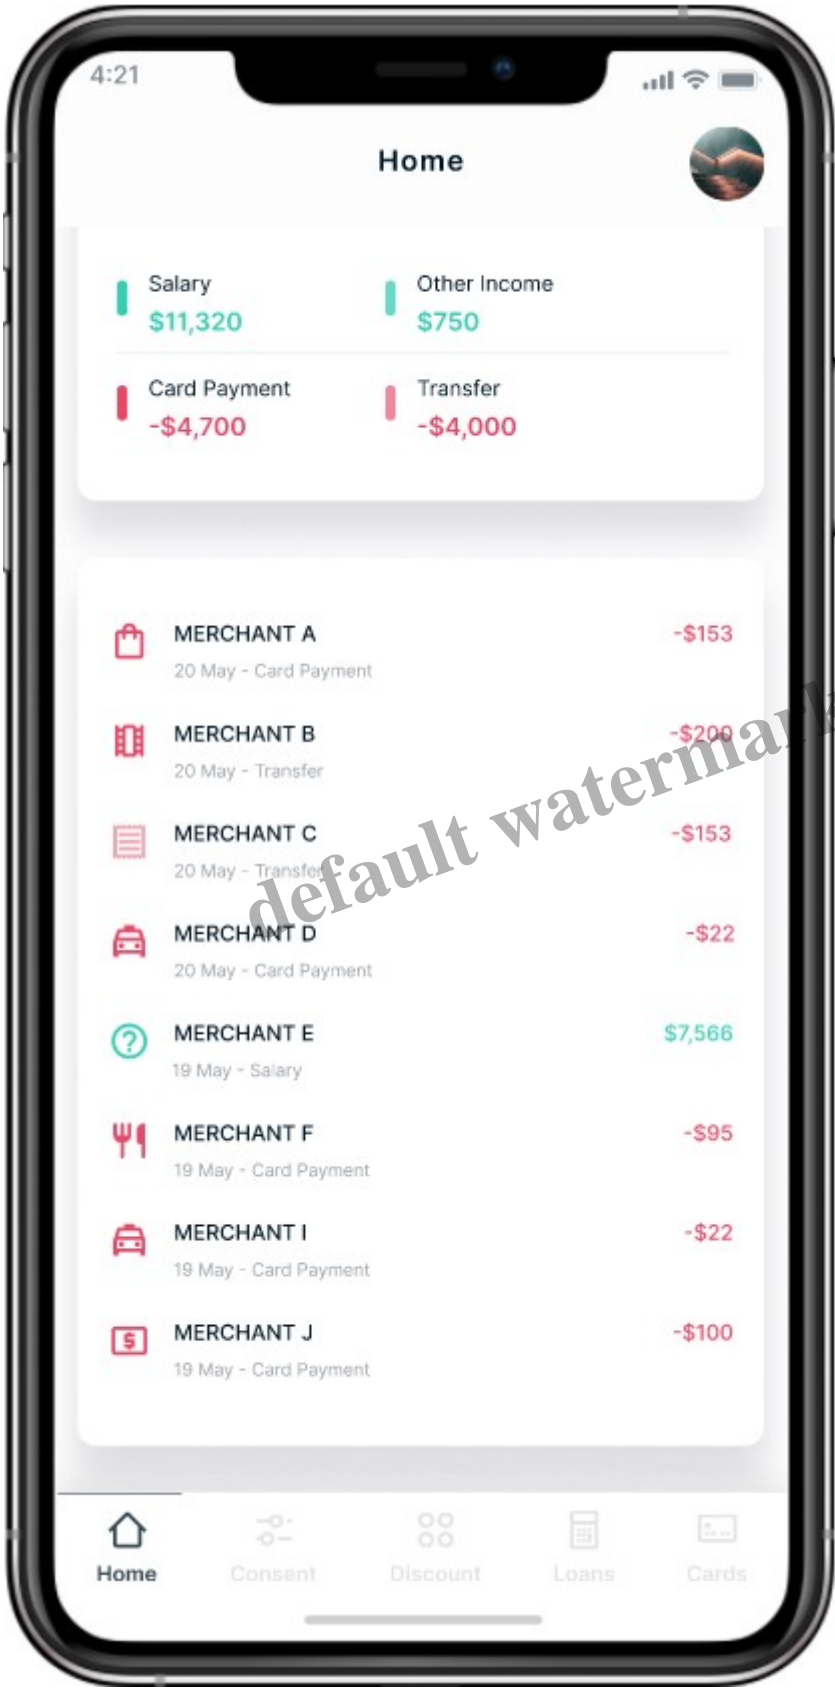 4:21
Home
Salary
$11,320
Other Income
$750
Card Payment
-$4,700
Transfer
-$4,000
MERCHANT A
-$153
20 May - Card Payment
MERCHANT B
-$200
20 May - Transfer
MERCHANT C
-$153
20 May - Transfer
MERCHANT D
-$22
20 May - Card Payment
MERCHANT E
$7,566
19 May - Salary
MERCHANT F
-$95
19 May - Card Payment
MERCHANT I
-$22
19 May - Card Payment
MERCHANT J
-$100
19 May - Card Payment
default watermark
Home
Consent
Discount
Loans
Cards